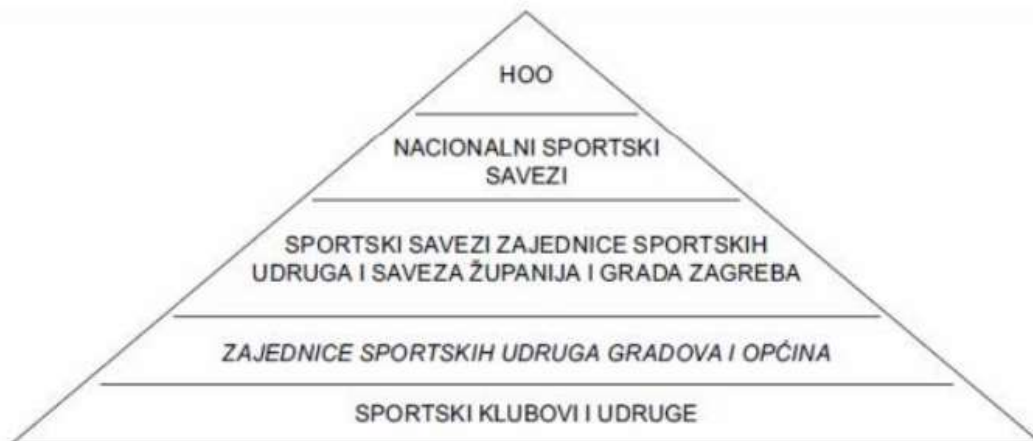 HOO
NACIONALNI SPORTSKI
SAVEZI
SPORTSKI SAVEZI ZAJEDNICE SPORTSKIH
UDRUGA I SAVEZA ŽUPANIJA I GRADA ZAGREBA
ZAJEDNICE SPORTSKIH UDRUGA GRADOVA I OPĆINA
SPORTSKI KLUBOVI I UDRUGE